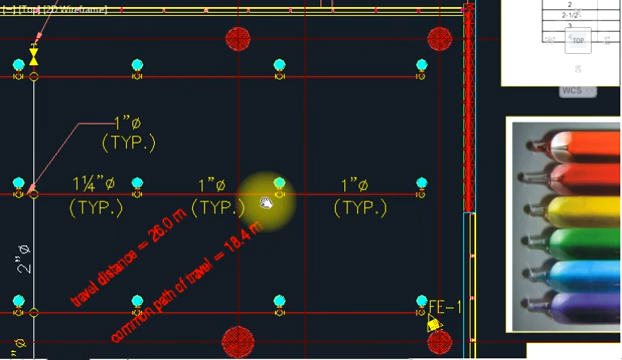 [−] [Top] [2D Wireframe]
2
2-1/2"
3
TOP
WCS
1"Ø
(TYP.)
1¼"Ø
(TYP.)
1"Ø
(TYP.)
1"Ø
(TYP.)
travel distance = 26.0 m
common path of travel = 18.4 m
2"Ø
"Ø
FE-1